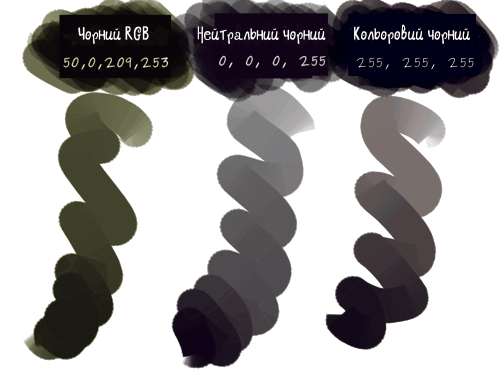 Чорний RGB
50,0,209,253
Нейтральний чорний
0, 0, 0, 255
Кольоровий чорний
255, 255, 255